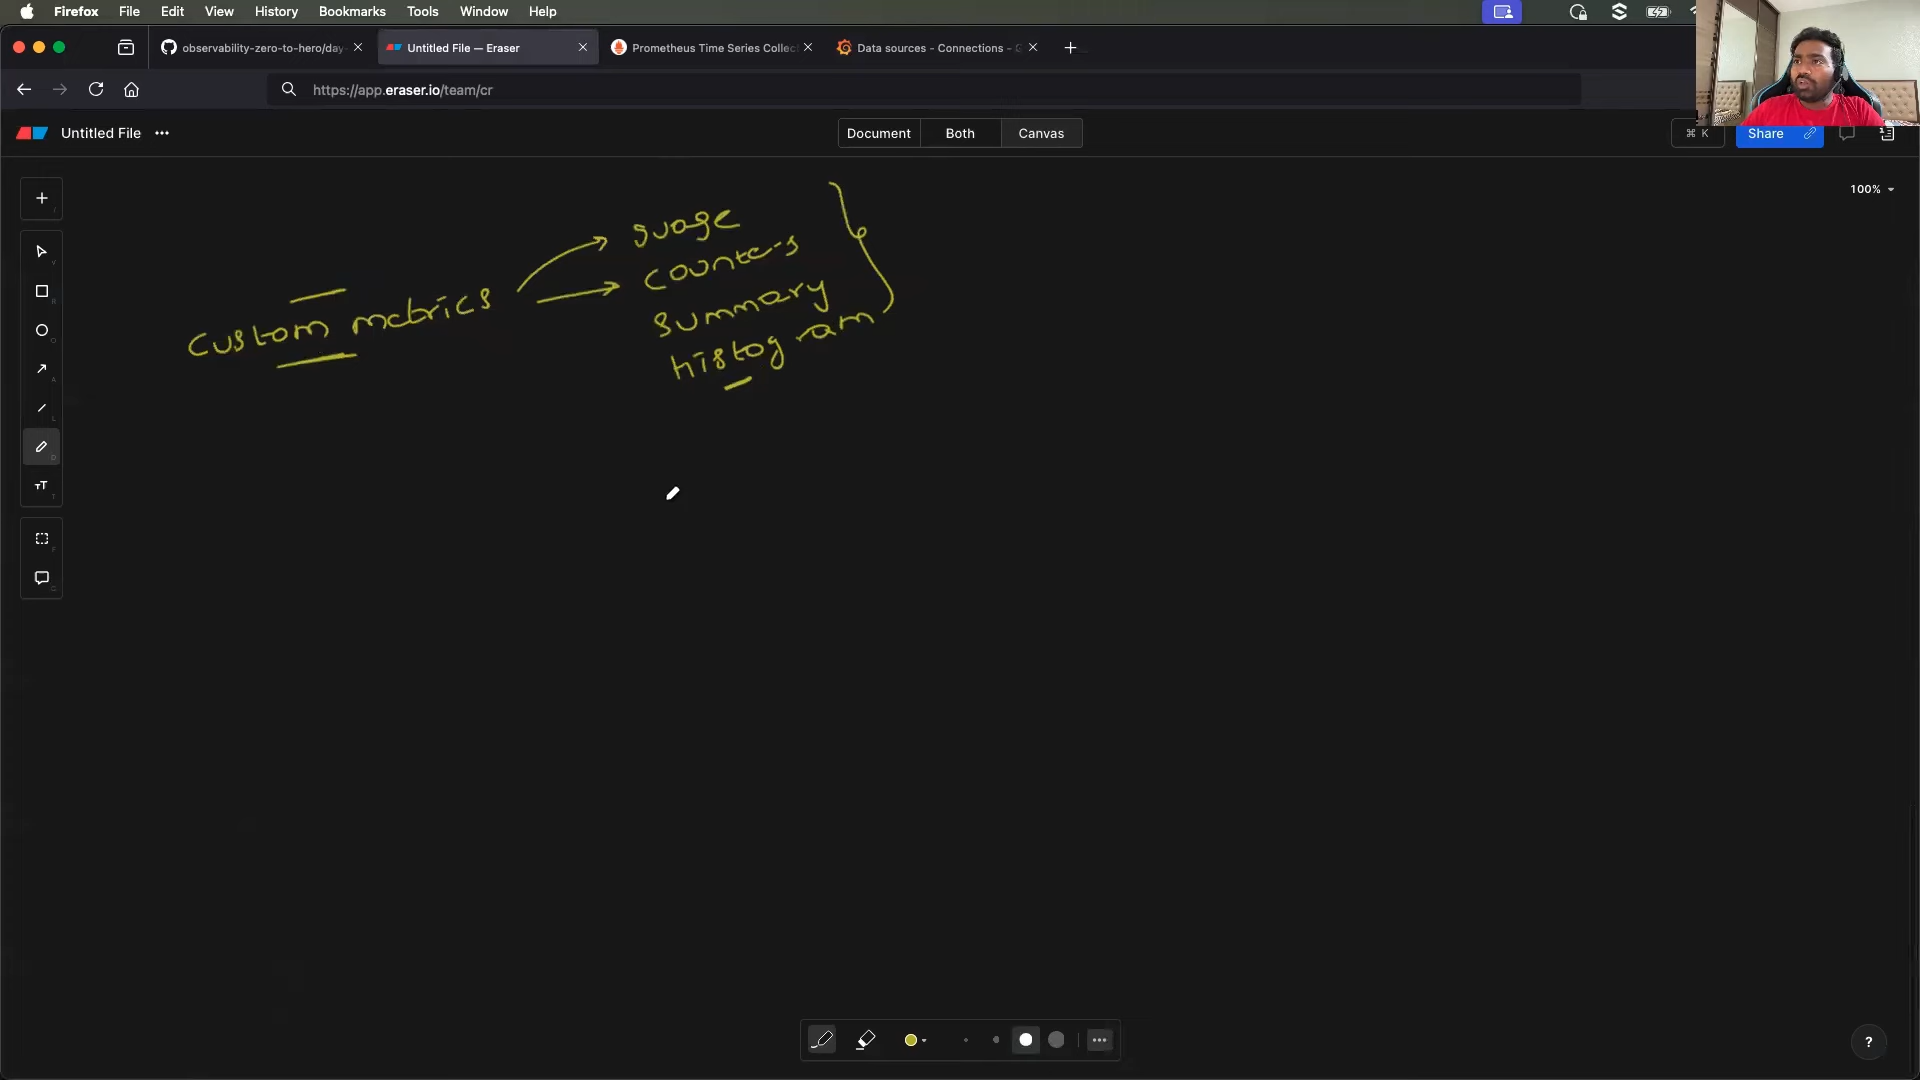 Firefox File Edit View History Bookmarks Tools Window Help
observability-zero-to-hero/day- Untitled File — Eraser Prometheus Time Series Collec Data sources - Connections - G
https://app.eraser.io/team/cr
Untitled File ••• Document Both Canvas ⌘ K Share
100%
guage
counters
custom metrics
summary
histogram
тT
?